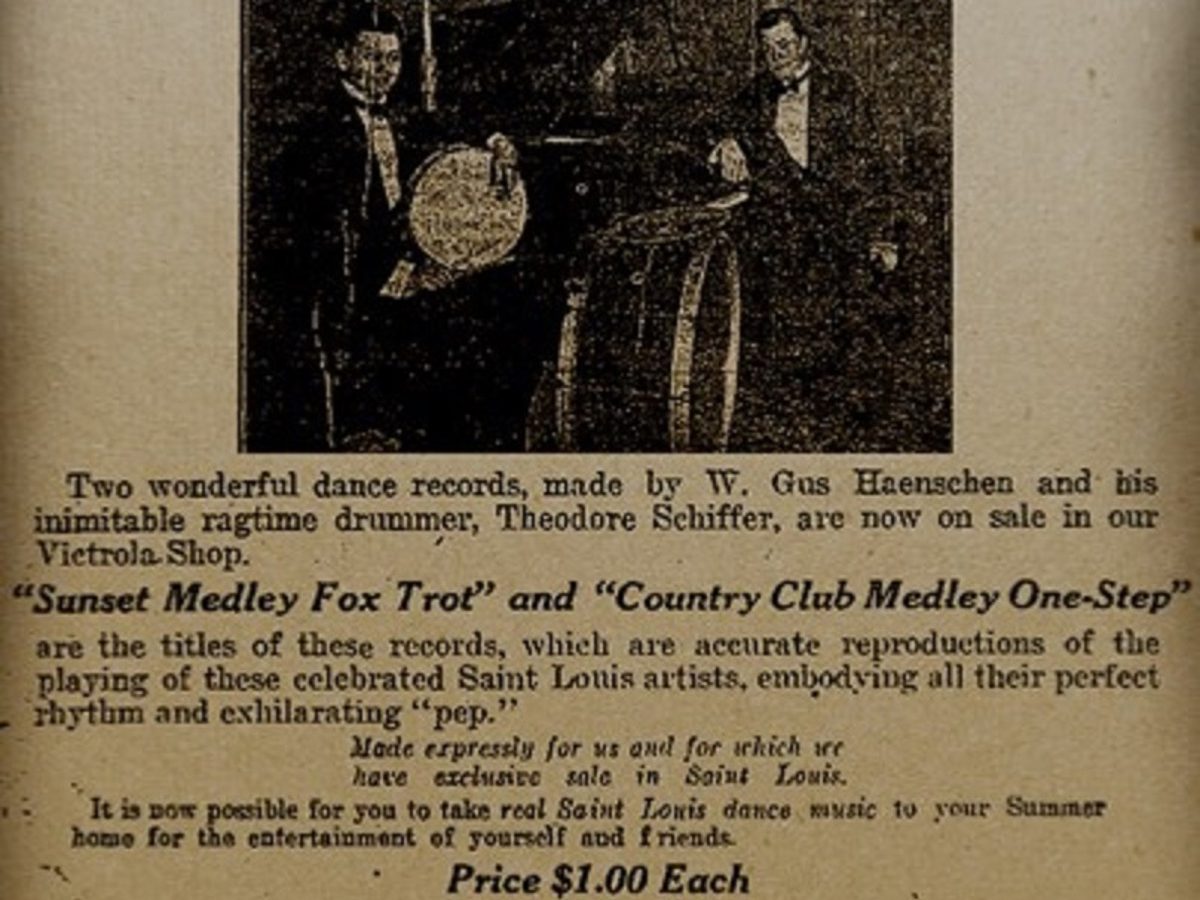 Two wonderful dance records, made by W. Gus Haenschen and his
inimitable ragtime drummer, Theodore Schiffer, are now on sale in our
Victrola Shop.
"Sunset Medley Fox Trot" and "Country Club Medley One-Step"
are the titles of these records, which are accurate reproductions of the
playing of these celebrated Saint Louis artists, embodying all their perfect
rhythm and exhilarating "pep."
Made expressly for us and for which we
have exclusive sale in Saint Louis.
It is now possible for you to take real Saint Louis dance music to your Summer
home for the entertainment of yourself and friends.
Price $1.00 Each